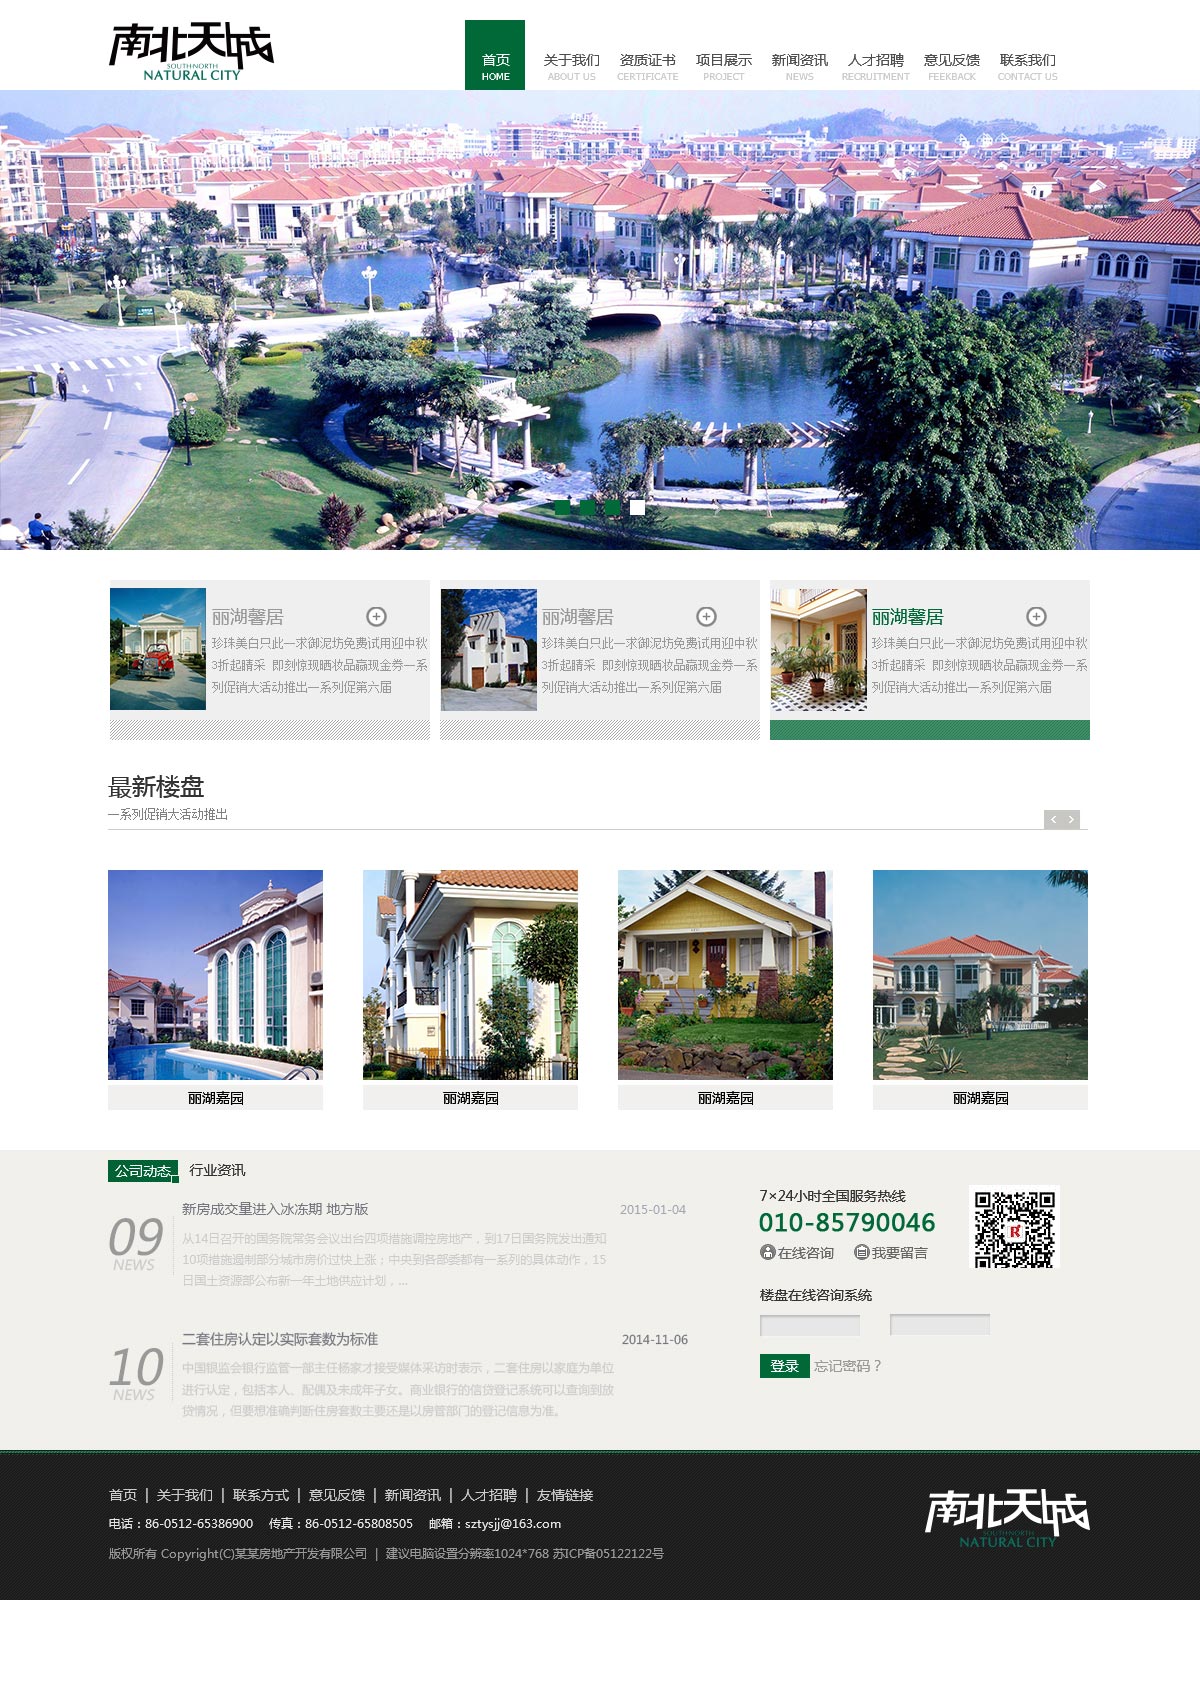 南北天城
SOUTHNORTH
NATURAL CITY
首页 关于我们 资质证书 项目展示 新闻资讯 人才招聘 意见反馈 联系我们
HOME ABOUT US CERTIFICATE PROJECT NEWS RECRUITMENT FEEKBACK CONTACT US
丽湖馨居
珍珠美白只此一求御泥坊免费试用迎中秋
3折起睛采 即刻惊现晒妆品赢现金劵一系
列促销大活动推出一系列促第六届
丽湖馨居
珍珠美白只此一求御泥坊免费试用迎中秋
3折起睛采 即刻惊现晒妆品赢现金劵一系
列促销大活动推出一系列促第六届
丽湖馨居
珍珠美白只此一求御泥坊免费试用迎中秋
3折起睛采 即刻惊现晒妆品赢现金劵一系
列促销大活动推出一系列促第六届
最新楼盘
一系列促销大活动推出
丽湖嘉园 丽湖嘉园 丽湖嘉园 丽湖嘉园
公司动态 行业资讯
09
NEWS
新房成交量进入冰冻期 地方版 2015-01-04
从14日召开的国务院常务会议出台四项措施调控房地产，到17日国务院发出通知
10项措施遏制部分城市房价过快上涨；中央到各部委都有一系列的具体动作，15
日国土资源部公布新一年土地供应计划，...
10
NEWS
二套住房认定以实际套数为标准 2014-11-06
中国银监会银行监管一部主任杨家才接受媒体采访时表示，二套住房以家庭为单位
进行认定，包括本人、配偶及未成年子女。商业银行的信贷登记系统可以查询到放
贷情况，但要想准确判断住房套数主要还是以房管部门的登记信息为准。
7×24小时全国服务热线
010-85790046
在线咨询 我要留言
楼盘在线咨询系统
登录 忘记密码？
首页 | 关于我们 | 联系方式 | 意见反馈 | 新闻资讯 | 人才招聘 | 友情链接
电话：86-0512-65386900 传真：86-0512-65808505 邮箱：sztysjj@163.com
版权所有 Copyright(C)某某房地产开发有限公司 | 建议电脑设置分辨率1024*768 苏ICP备05122122号
南北天城
SOUTHNORTH
NATURAL CITY